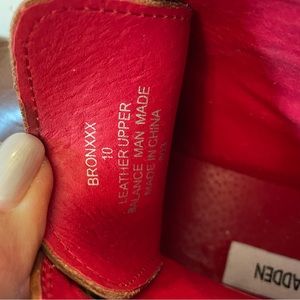 BRONXXX
10
LEATHER UPPER
BALANCE MAN MADE
MADE IN CHINA
ADDEN